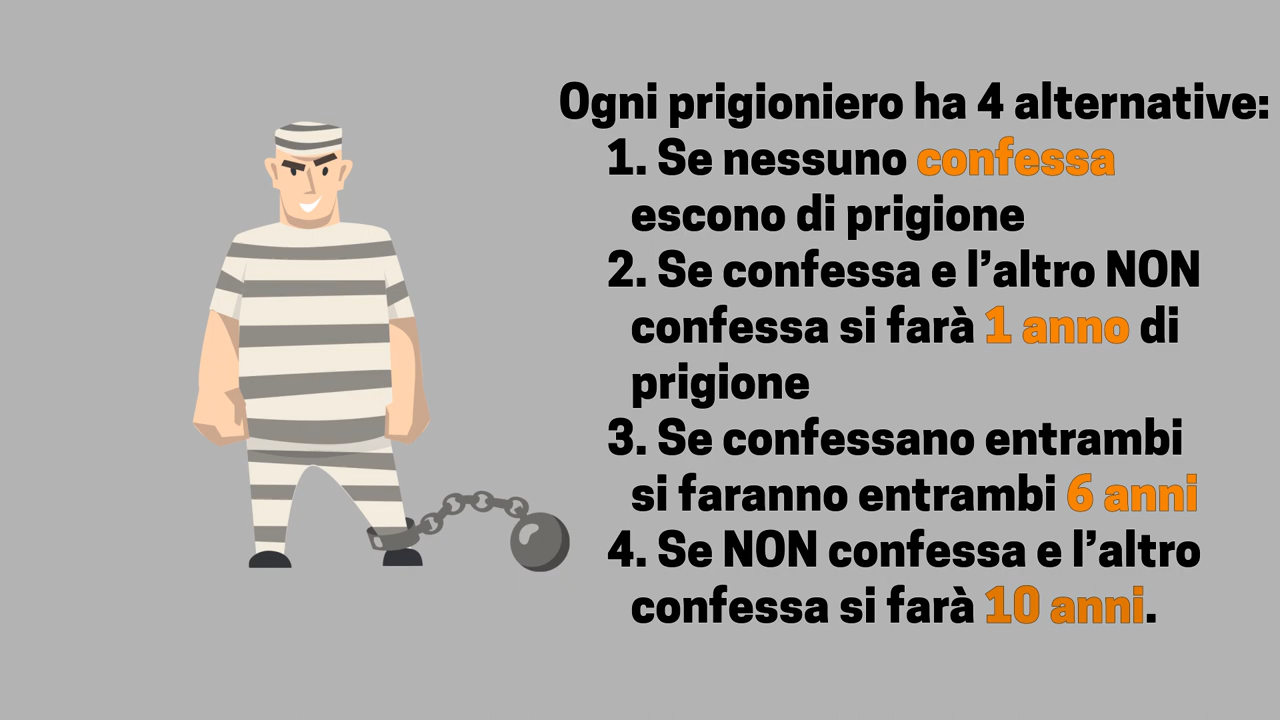 Ogni prigioniero ha 4 alternative:
1. Se nessuno confessa
escono di prigione
2. Se confessa e l’altro NON
confessa si farà 1 anno di
prigione
3. Se confessano entrambi
si faranno entrambi 6 anni
4. Se NON confessa e l’altro
confessa si farà 10 anni.